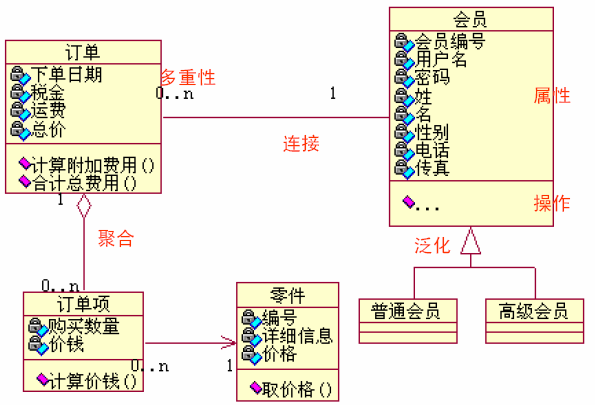 会员
会员编号
用户名
密码
姓
名
性别
电话
传真
...
属性
操作
订单
下单日期
税金
运费
总价
计算附加费用()
合计总费用()
多重性
0..n
1
连接
1
聚合
0..n
泛化
普通会员
高级会员
订单项
购买数量
价钱
计算价钱()
0..n
1
零件
编号
详细信息
价格
取价格()